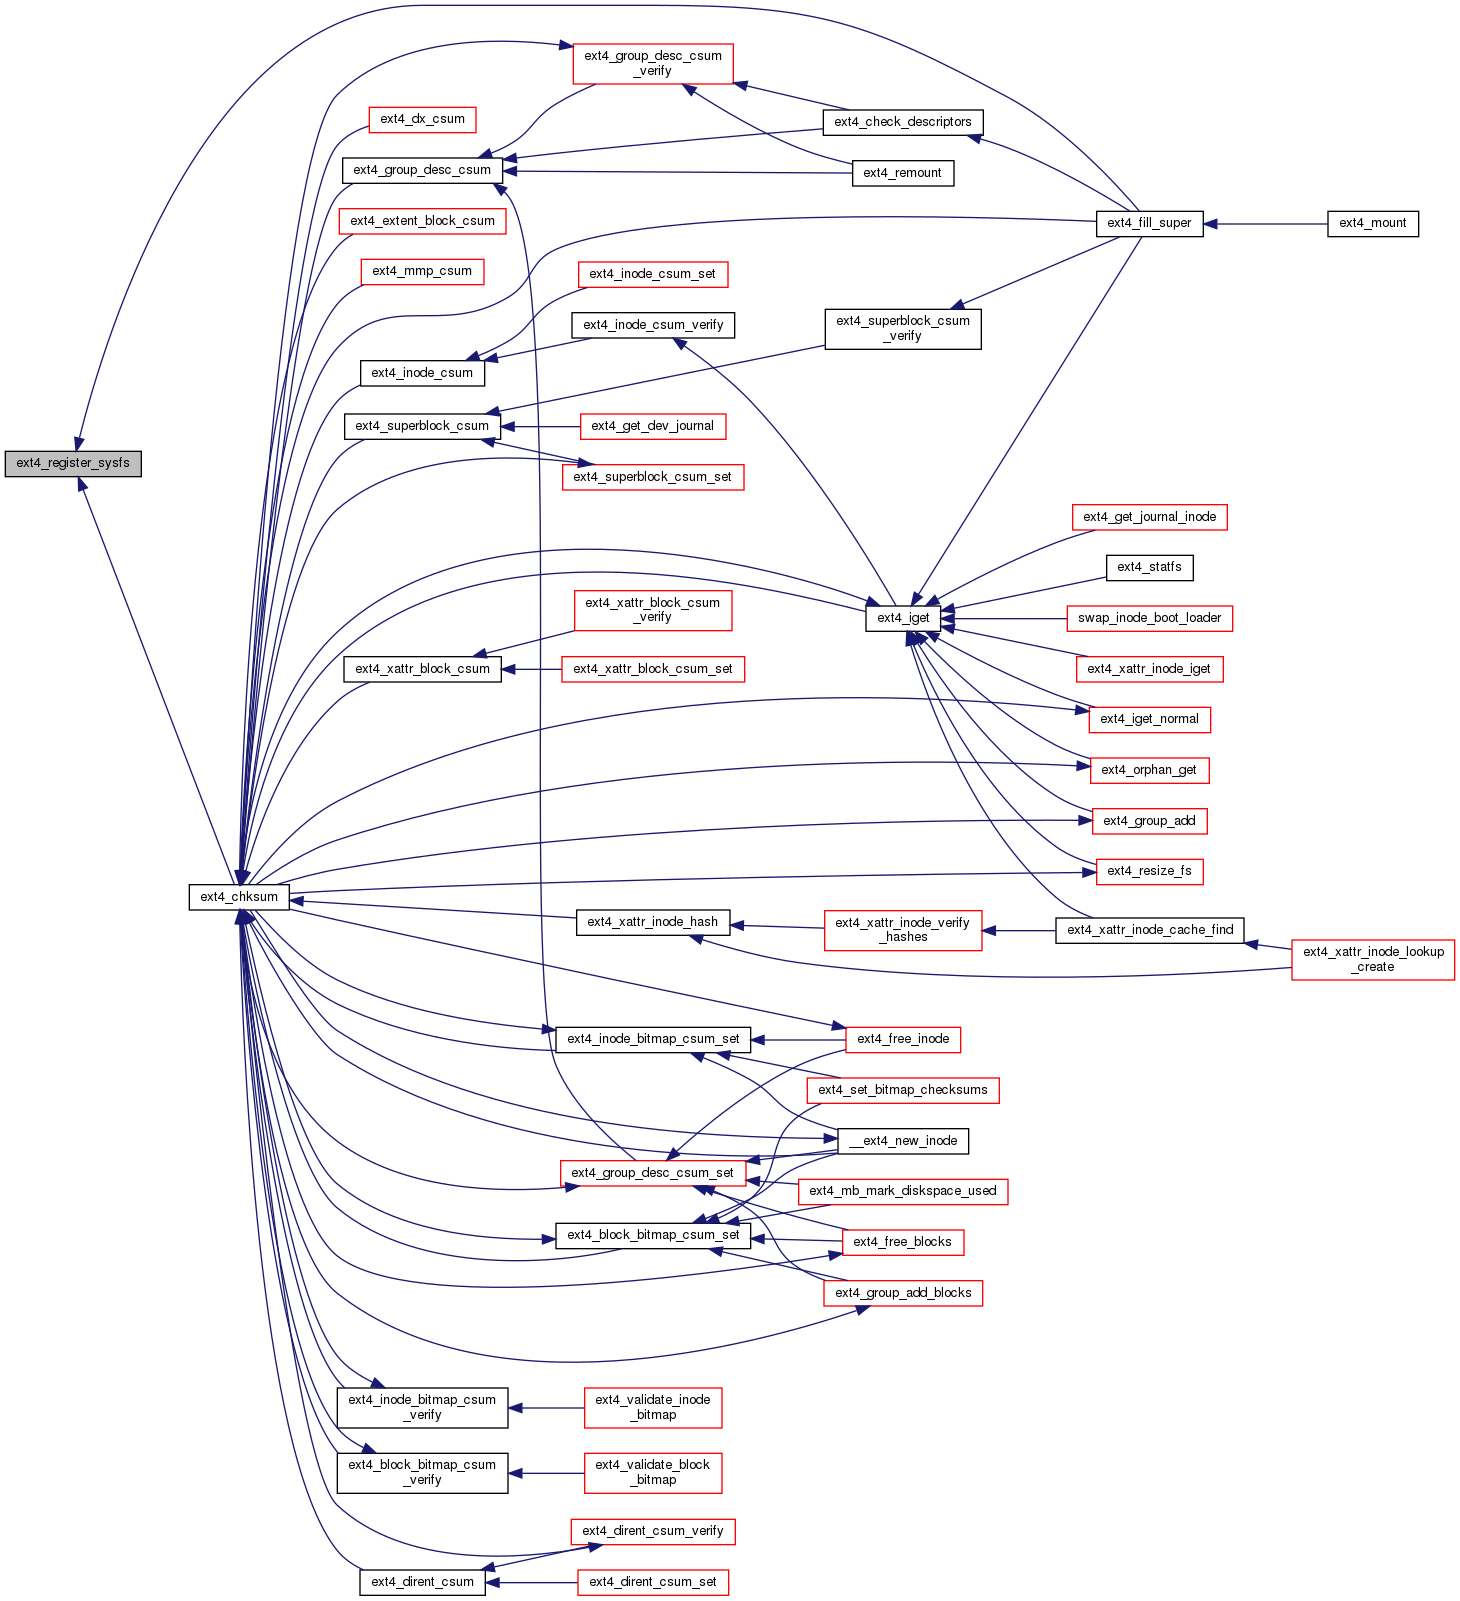 ext4_group_desc_csum
_verify
ext4_dx_csum
ext4_check_descriptors
ext4_group_desc_csum
ext4_remount
ext4_extent_block_csum
ext4_fill_super
ext4_mount
ext4_mmp_csum
ext4_inode_csum_set
ext4_inode_csum_verify
ext4_superblock_csum
_verify
ext4_inode_csum
ext4_superblock_csum
ext4_get_dev_journal
ext4_register_sysfs
ext4_superblock_csum_set
ext4_get_journal_inode
ext4_statfs
ext4_xattr_block_csum
_verify
ext4_iget
swap_inode_boot_loader
ext4_xattr_block_csum
ext4_xattr_block_csum_set
ext4_xattr_inode_iget
ext4_iget_normal
ext4_orphan_get
ext4_group_add
ext4_resize_fs
ext4_chksum
ext4_xattr_inode_hash
ext4_xattr_inode_verify
_hashes
ext4_xattr_inode_cache_find
ext4_xattr_inode_lookup
_create
ext4_inode_bitmap_csum_set
ext4_free_inode
ext4_set_bitmap_checksums
__ext4_new_inode
ext4_group_desc_csum_set
ext4_mb_mark_diskspace_used
ext4_block_bitmap_csum_set
ext4_free_blocks
ext4_group_add_blocks
ext4_inode_bitmap_csum
_verify
ext4_validate_inode
_bitmap
ext4_block_bitmap_csum
_verify
ext4_validate_block
_bitmap
ext4_dirent_csum_verify
ext4_dirent_csum
ext4_dirent_csum_set